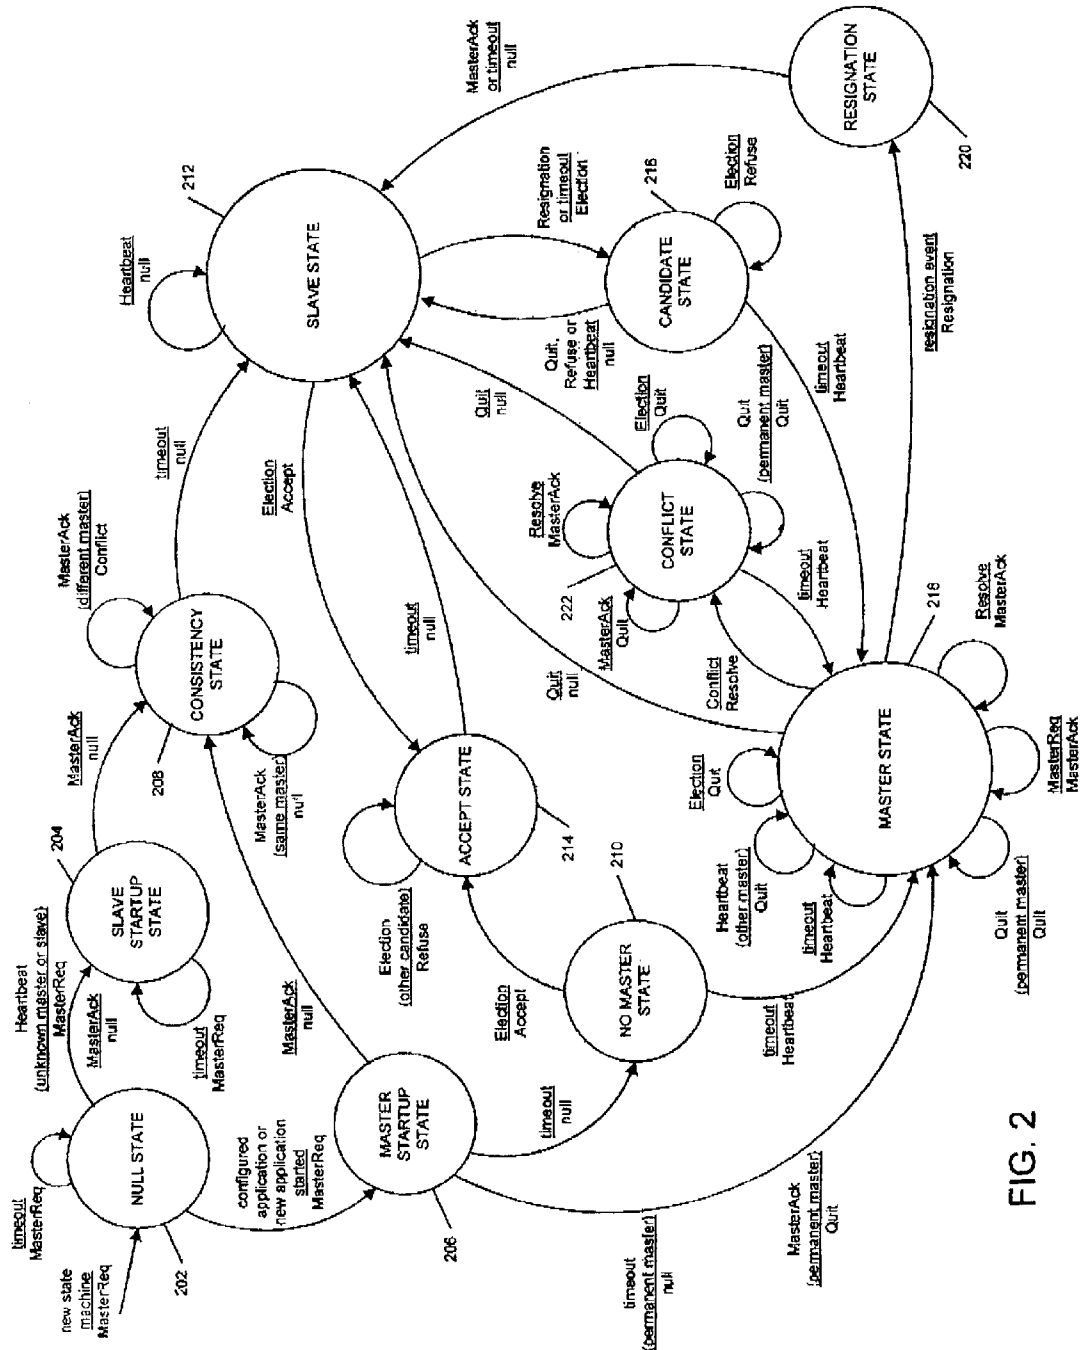 new state
machine
MasterReq
timeout
MasterReq
NULL STATE
202
Heartbeat
(unknown master or slave)
MasterReq
MasterAck
null
SLAVE
STARTUP
STATE
204
timeout
MasterReq
configured
application or
new application
started
MasterReq
MASTER
STARTUP
STATE
206
MasterAck
null
MasterAck
(different master)
Conflict
CONSISTENCY
STATE
208
MasterAck
(same master)
null
MasterAck
null
timeout
null
Heartbeat
null
SLAVE STATE
212
Election
Accept
timeout
null
ACCEPT STATE
214
Election
(other candidate)
Refuse
Election
Accept
NO MASTER
STATE
210
timeout
null
timeout
Heartbeat
timeout
(permanent master)
null
MasterAck
(permanent master)
Quit
Resignation
or timeout
Election
Quit,
Refuse or
Heartbeat
null
CANDIDATE
STATE
216
Election
Refuse
timeout
Heartbeat
Quit
null
Quit
null
Resolve
MasterAck
Election
Quit
CONFLICT
STATE
222
MasterAck
Quit
Quit
(permanent master)
Quit
timeout
Heartbeat
Conflict
Resolve
MASTER STATE
216
Election
Quit
Heartbeat
(other master)
Quit
timeout
Heartbeat
Quit
(permanent master)
Quit
MasterReq
MasterAck
Resolve
MasterAck
resignation event
Resignation
RESIGNATION
STATE
220
MasterAck
or timeout
null
FIG. 2